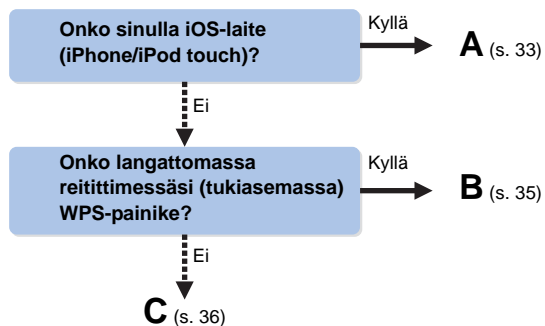 Onko sinulla iOS-laite
(iPhone/iPod touch)?
Kyllä
A (s. 33)
Ei
Onko langattomassa
reitittimessäsi (tukiasemassa)
WPS-painike?
Kyllä
B (s. 35)
Ei
C (s. 36)